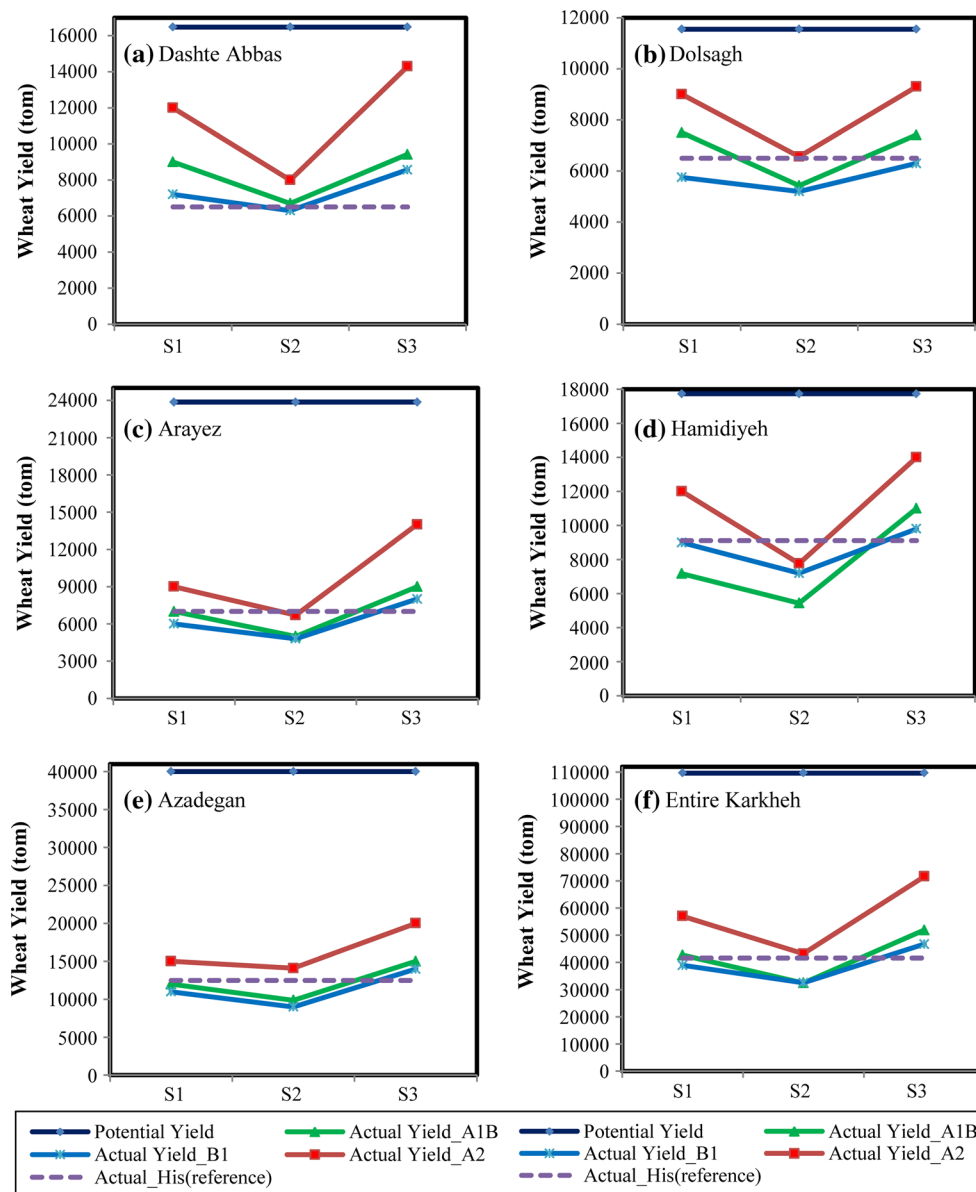 (a) Dashte Abbas
Wheat Yield (tom)
16000
14000
12000
10000
8000
6000
4000
2000
0
S1 S2 S3
(b) Dolsagh
Wheat Yield (tom)
12000
10000
8000
6000
4000
2000
0
S1 S2 S3
(c) Arayez
Wheat Yield (tom)
24000
21000
18000
15000
12000
9000
6000
3000
0
S1 S2 S3
(d) Hamidiyeh
Wheat Yield (tom)
18000
16000
14000
12000
10000
8000
6000
4000
2000
0
S1 S2 S3
(e) Azadegan
Wheat Yield (tom)
40000
35000
30000
25000
20000
15000
10000
5000
0
S1 S2 S3
(f) Entire Karkheh
Wheat Yield (tom)
110000
100000
90000
80000
70000
60000
50000
40000
30000
20000
10000
0
S1 S2 S3
Potential Yield Actual Yield_A1B Potential Yield Actual Yield_A1B
Actual Yield_B1 Actual Yield_A2 Actual Yield_B1 Actual Yield_A2
Actual_His(reference) Actual_His(reference)